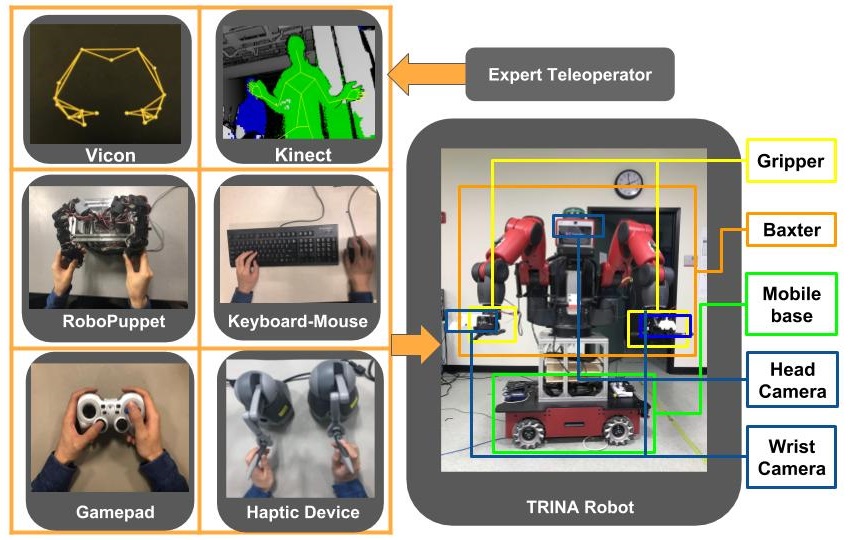 Vicon
Kinect
Expert Teleoperator
RoboPuppet
Keyboard-Mouse
Gamepad
Haptic Device
TRINA Robot
Gripper
Baxter
Mobile
base
Head
Camera
Wrist
Camera